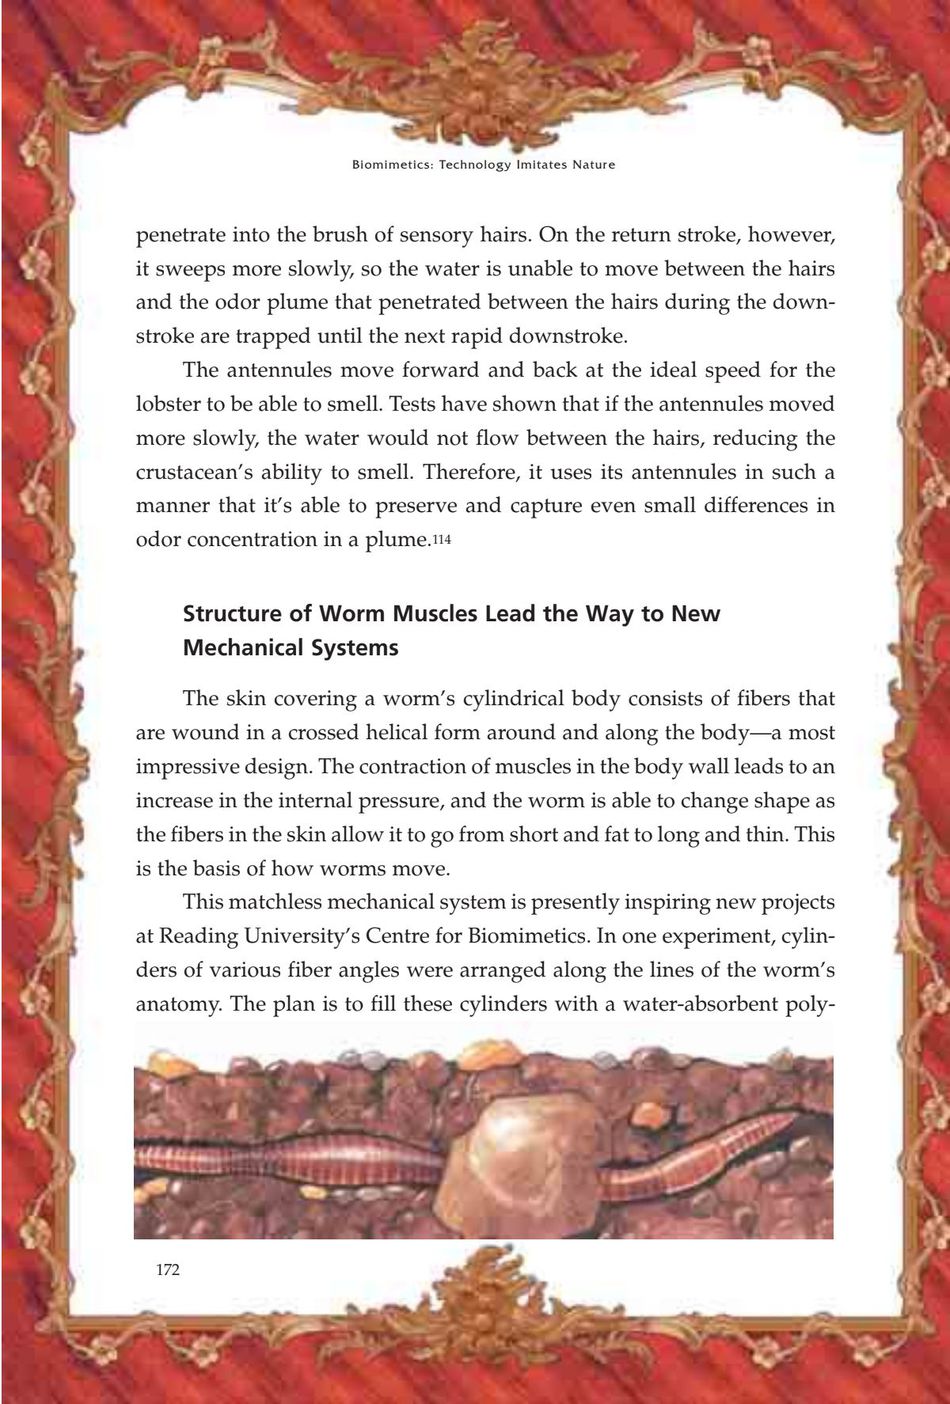 Biomimetics: Technology Imitates Nature
penetrate into the brush of sensory hairs. On the return stroke, however,
it sweeps more slowly, so the water is unable to move between the hairs
and the odor plume that penetrated between the hairs during the down-
stroke are trapped until the next rapid downstroke.
The antennules move forward and back at the ideal speed for the
lobster to be able to smell. Tests have shown that if the antennules moved
more slowly, the water would not flow between the hairs, reducing the
crustacean’s ability to smell. Therefore, it uses its antennules in such a
manner that it’s able to preserve and capture even small differences in
odor concentration in a plume.114
Structure of Worm Muscles Lead the Way to New
Mechanical Systems
The skin covering a worm’s cylindrical body consists of fibers that
are wound in a crossed helical form around and along the body—a most
impressive design. The contraction of muscles in the body wall leads to an
increase in the internal pressure, and the worm is able to change shape as
the fibers in the skin allow it to go from short and fat to long and thin. This
is the basis of how worms move.
This matchless mechanical system is presently inspiring new projects
at Reading University’s Centre for Biomimetics. In one experiment, cylin-
ders of various fiber angles were arranged along the lines of the worm’s
anatomy. The plan is to fill these cylinders with a water-absorbent poly-
172